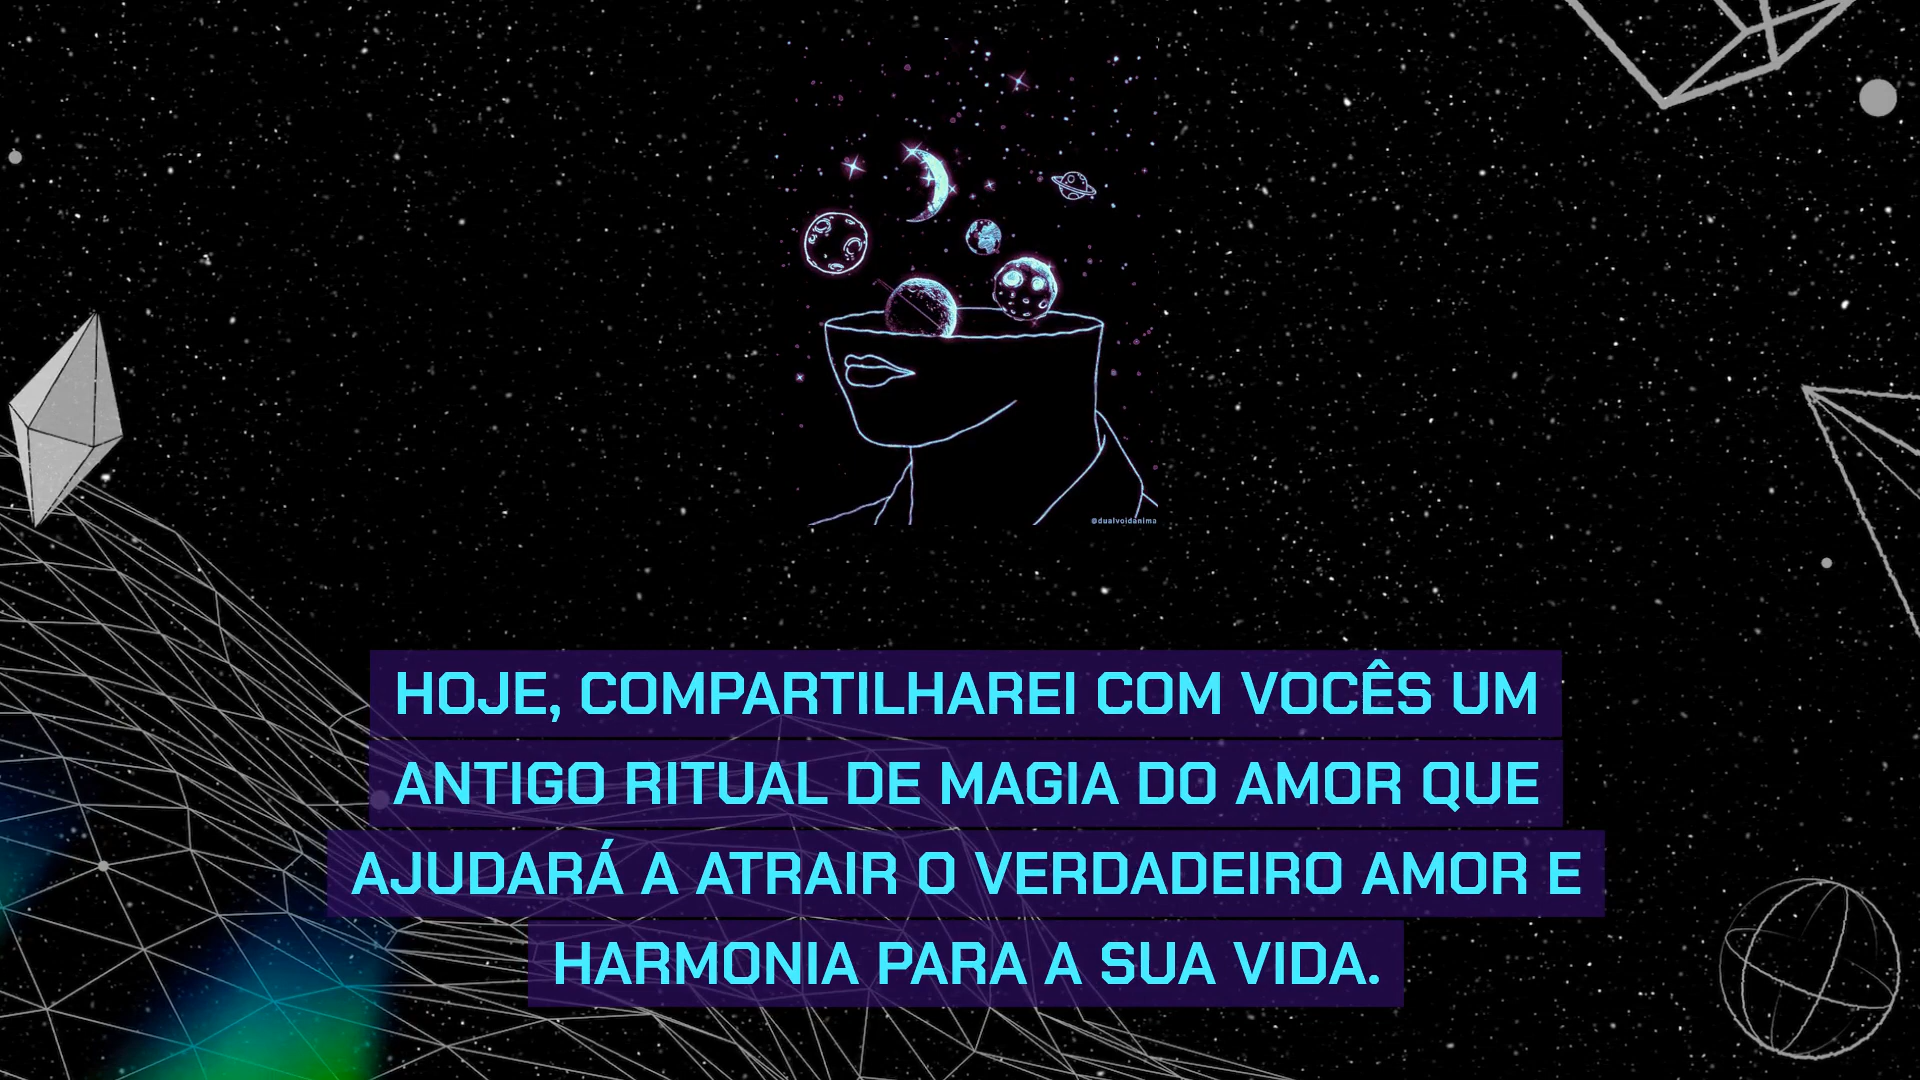 @dualvoidanima
HOJE, COMPARTILHAREI COM VOCÊS UM
ANTIGO RITUAL DE MAGIA DO AMOR QUE
AJUDARÁ A ATRAIR O VERDADEIRO AMOR E
HARMONIA PARA A SUA VIDA.